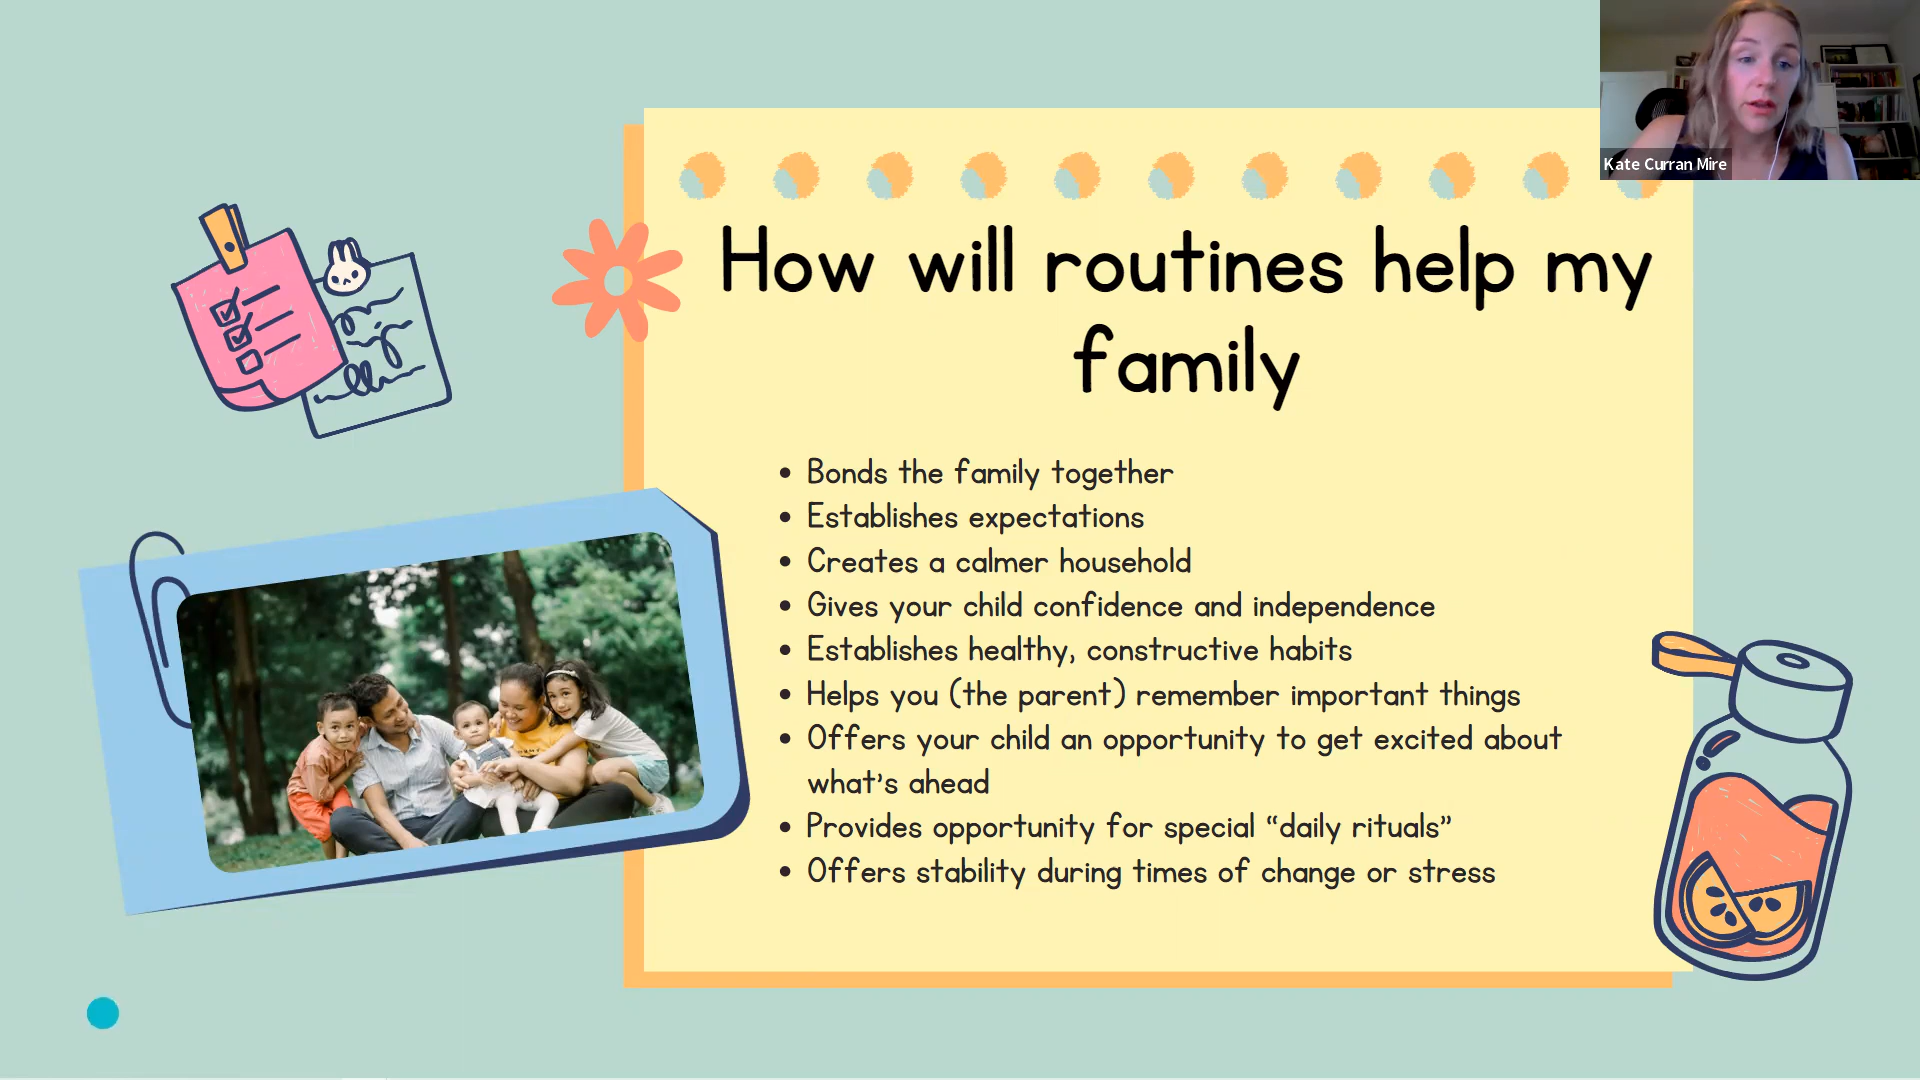 Kate Curran Mire
How will routines help my
family
• Bonds the family together
• Establishes expectations
• Creates a calmer household
• Gives your child confidence and independence
• Establishes healthy, constructive habits
• Helps you (the parent) remember important things
• Offers your child an opportunity to get excited about
what's ahead
• Provides opportunity for special “daily rituals”
• Offers stability during times of change or stress